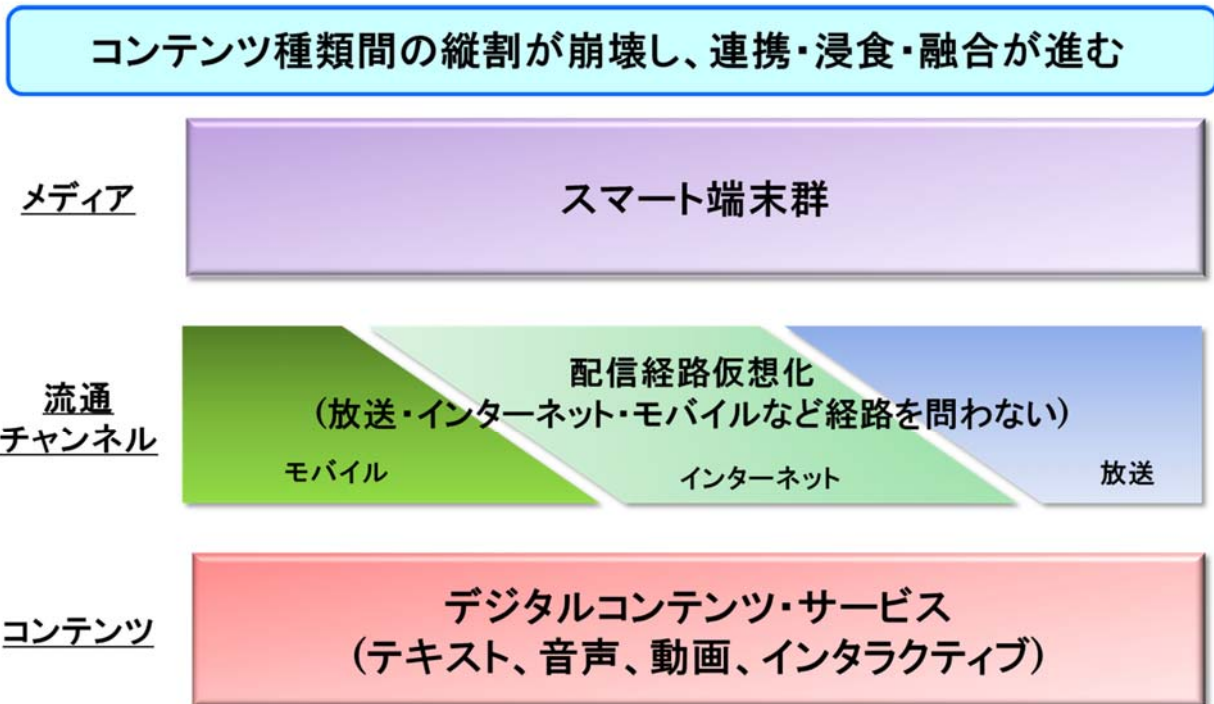 コンテンツ種類間の縦割が崩壊し、連携・浸食・融合が進む
メディア
スマート端末群
流通
チャンネル
配信経路仮想化
(放送・インターネット・モバイルなど経路を問わない)
モバイル
インターネット
放送
コンテンツ
デジタルコンテンツ・サービス
(テキスト、音声、動画、インタラクティブ)